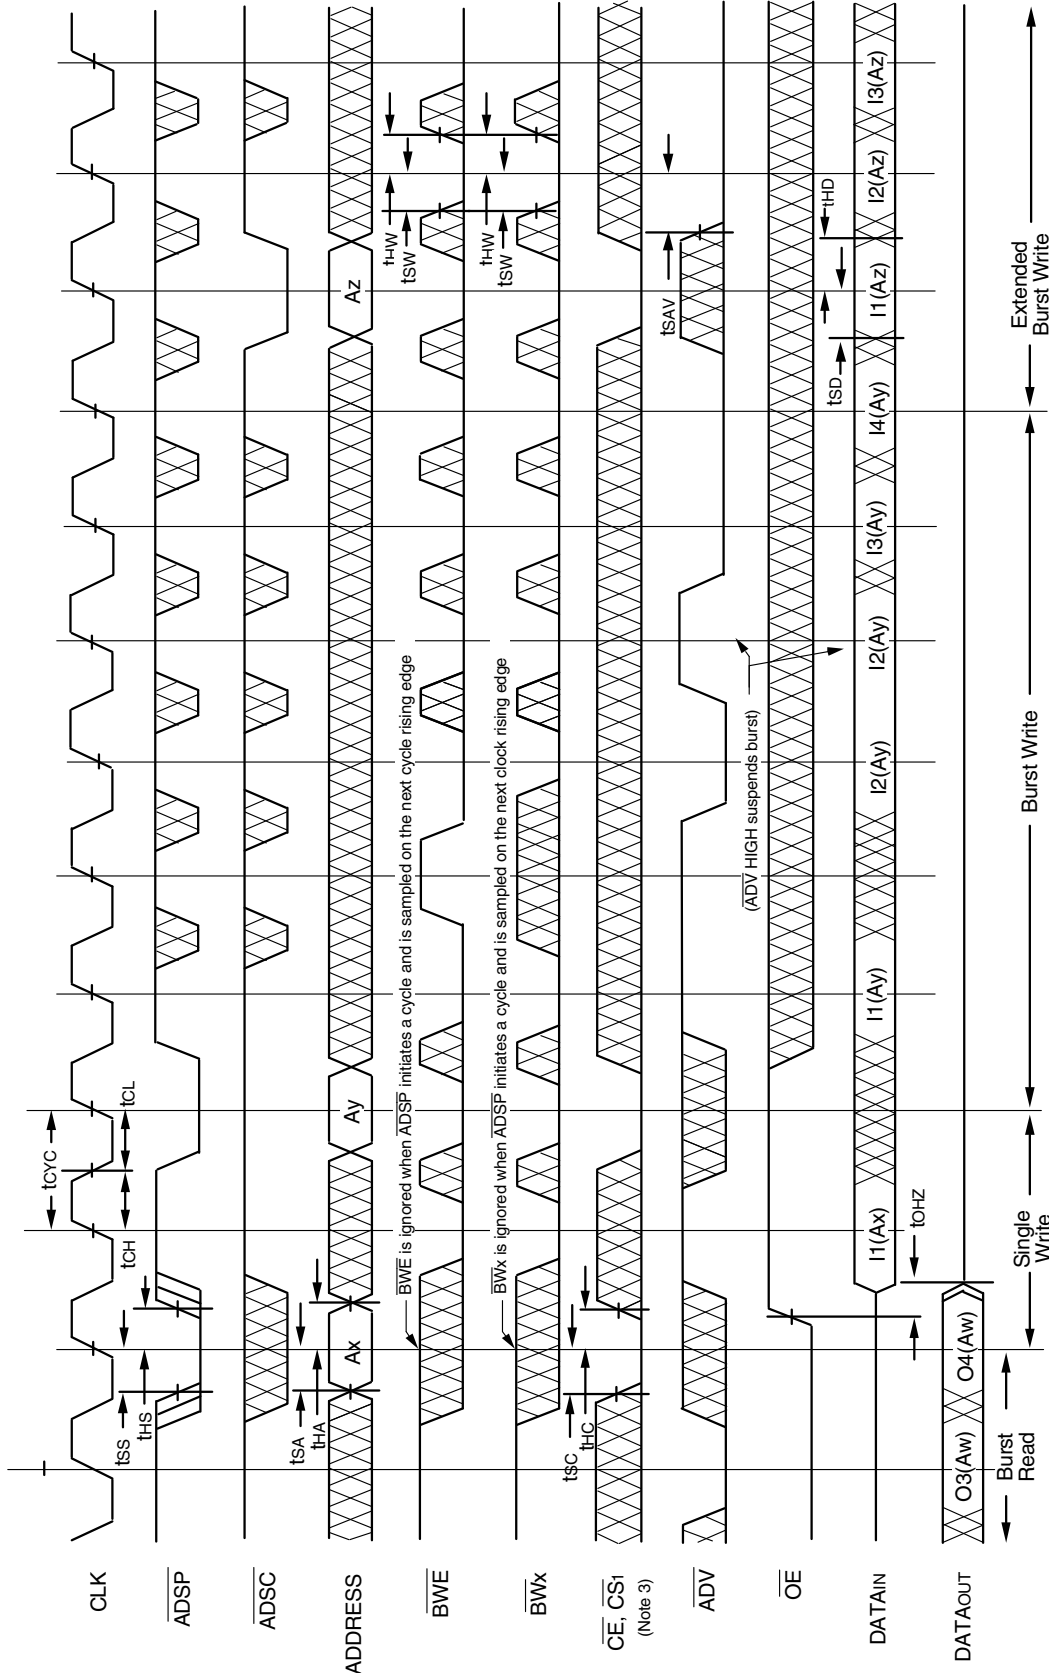 CLK
tCYC
tCH
tCL
tSS
tHS
ADSP
ADSC
tSA
tHA
ADDRESS
Ax
Ay
Az
BWE is ignored when ADSP initiates a cycle and is sampled on the next cycle rising edge
tHW
tSW
BWE
BWx is ignored when ADSP initiates a cycle and is sampled on the next clock rising edge
tHW
tSW
BWx
tSC
tHC
CE, CS1
(Note 3)
tSAV
ADV
(ADV HIGH suspends burst)
OE
tSD
tHD
DATAIN
I1(Ax)
I1(Ay)
I2(Ay)
I2(Ay)
I3(Ay)
I4(Ay)
I1(Az)
I2(Az)
I3(Az)
tOHZ
DATAOUT
O3(Aw)
O4(Aw)
Burst
Read
Single
Write
Burst Write
Extended
Burst Write